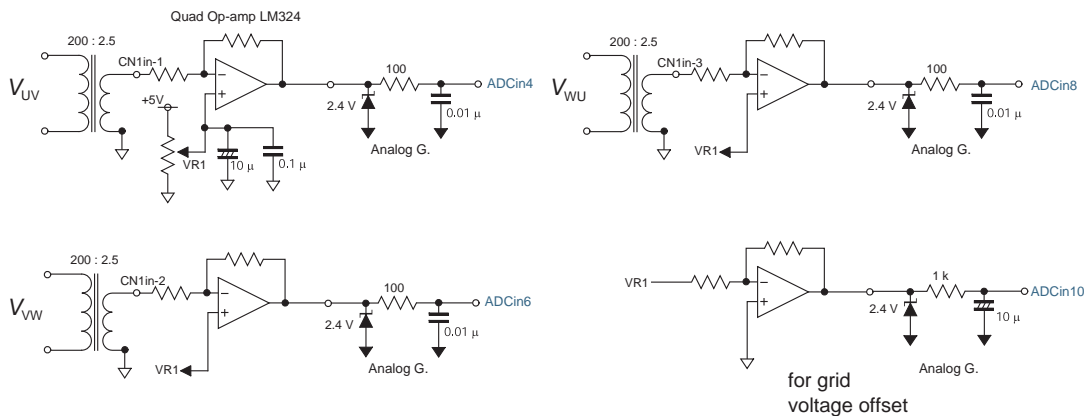 Quad Op-amp LM324
200 : 2.5
CN1in-1
VUV
+5V
VR1
10 μ
0.1 μ
2.4 V
100
0.01 μ
ADCin4
Analog G.
200 : 2.5
CN1in-3
VWU
VR1
2.4 V
100
0.01 μ
ADCin8
Analog G.
200 : 2.5
CN1in-2
VVW
VR1
2.4 V
100
0.01 μ
ADCin6
Analog G.
VR1
2.4 V
1 k
10 μ
ADCin10
Analog G.
for grid
voltage offset